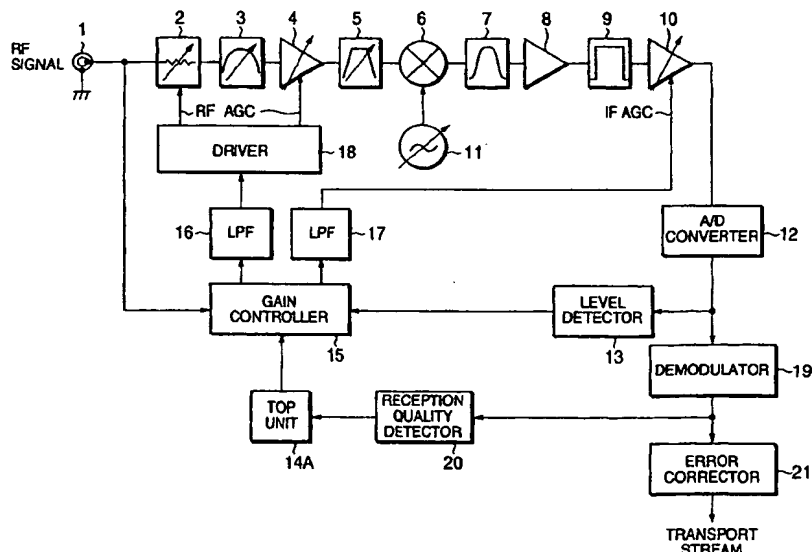 1
2
3
4
5
6
7
8
9
10
RF
SIGNAL
RF AGC
IF AGC
DRIVER
18
11
16
LPF
LPF
17
A/D
CONVERTER
12
GAIN
CONTROLLER
15
LEVEL
DETECTOR
13
DEMODULATOR
19
TOP
UNIT
14A
RECEPTION
QUALITY
DETECTOR
20
ERROR
CORRECTOR
21
TRANSPORT
STREAM